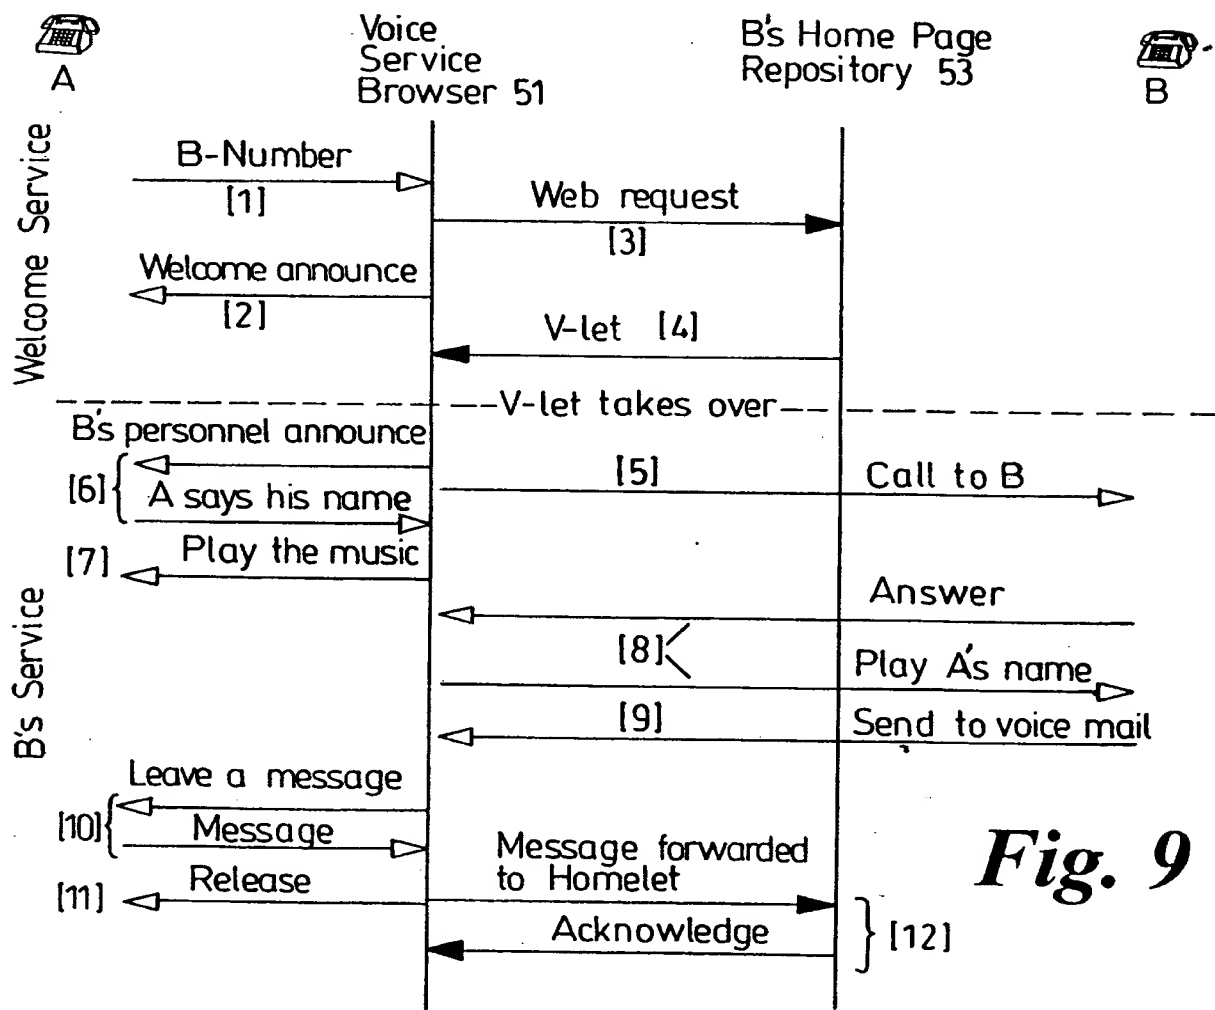 A
Voice
Service
Browser 51
B's Home Page
Repository 53
B
Welcome Service
B-Number
[1]
Web request
[3]
Welcome announce
[2]
V-let [4]
V-let takes over
B's Service
B's personnel announce
[5]
Call to B
[6]
A says his name
[7]
Play the music
Answer
[8]
Play A's name
[9]
Send to voice mail
Leave a message
[10]
Message
Message forwarded
to Homelet
[11]
Release
Acknowledge
[12]
Fig. 9